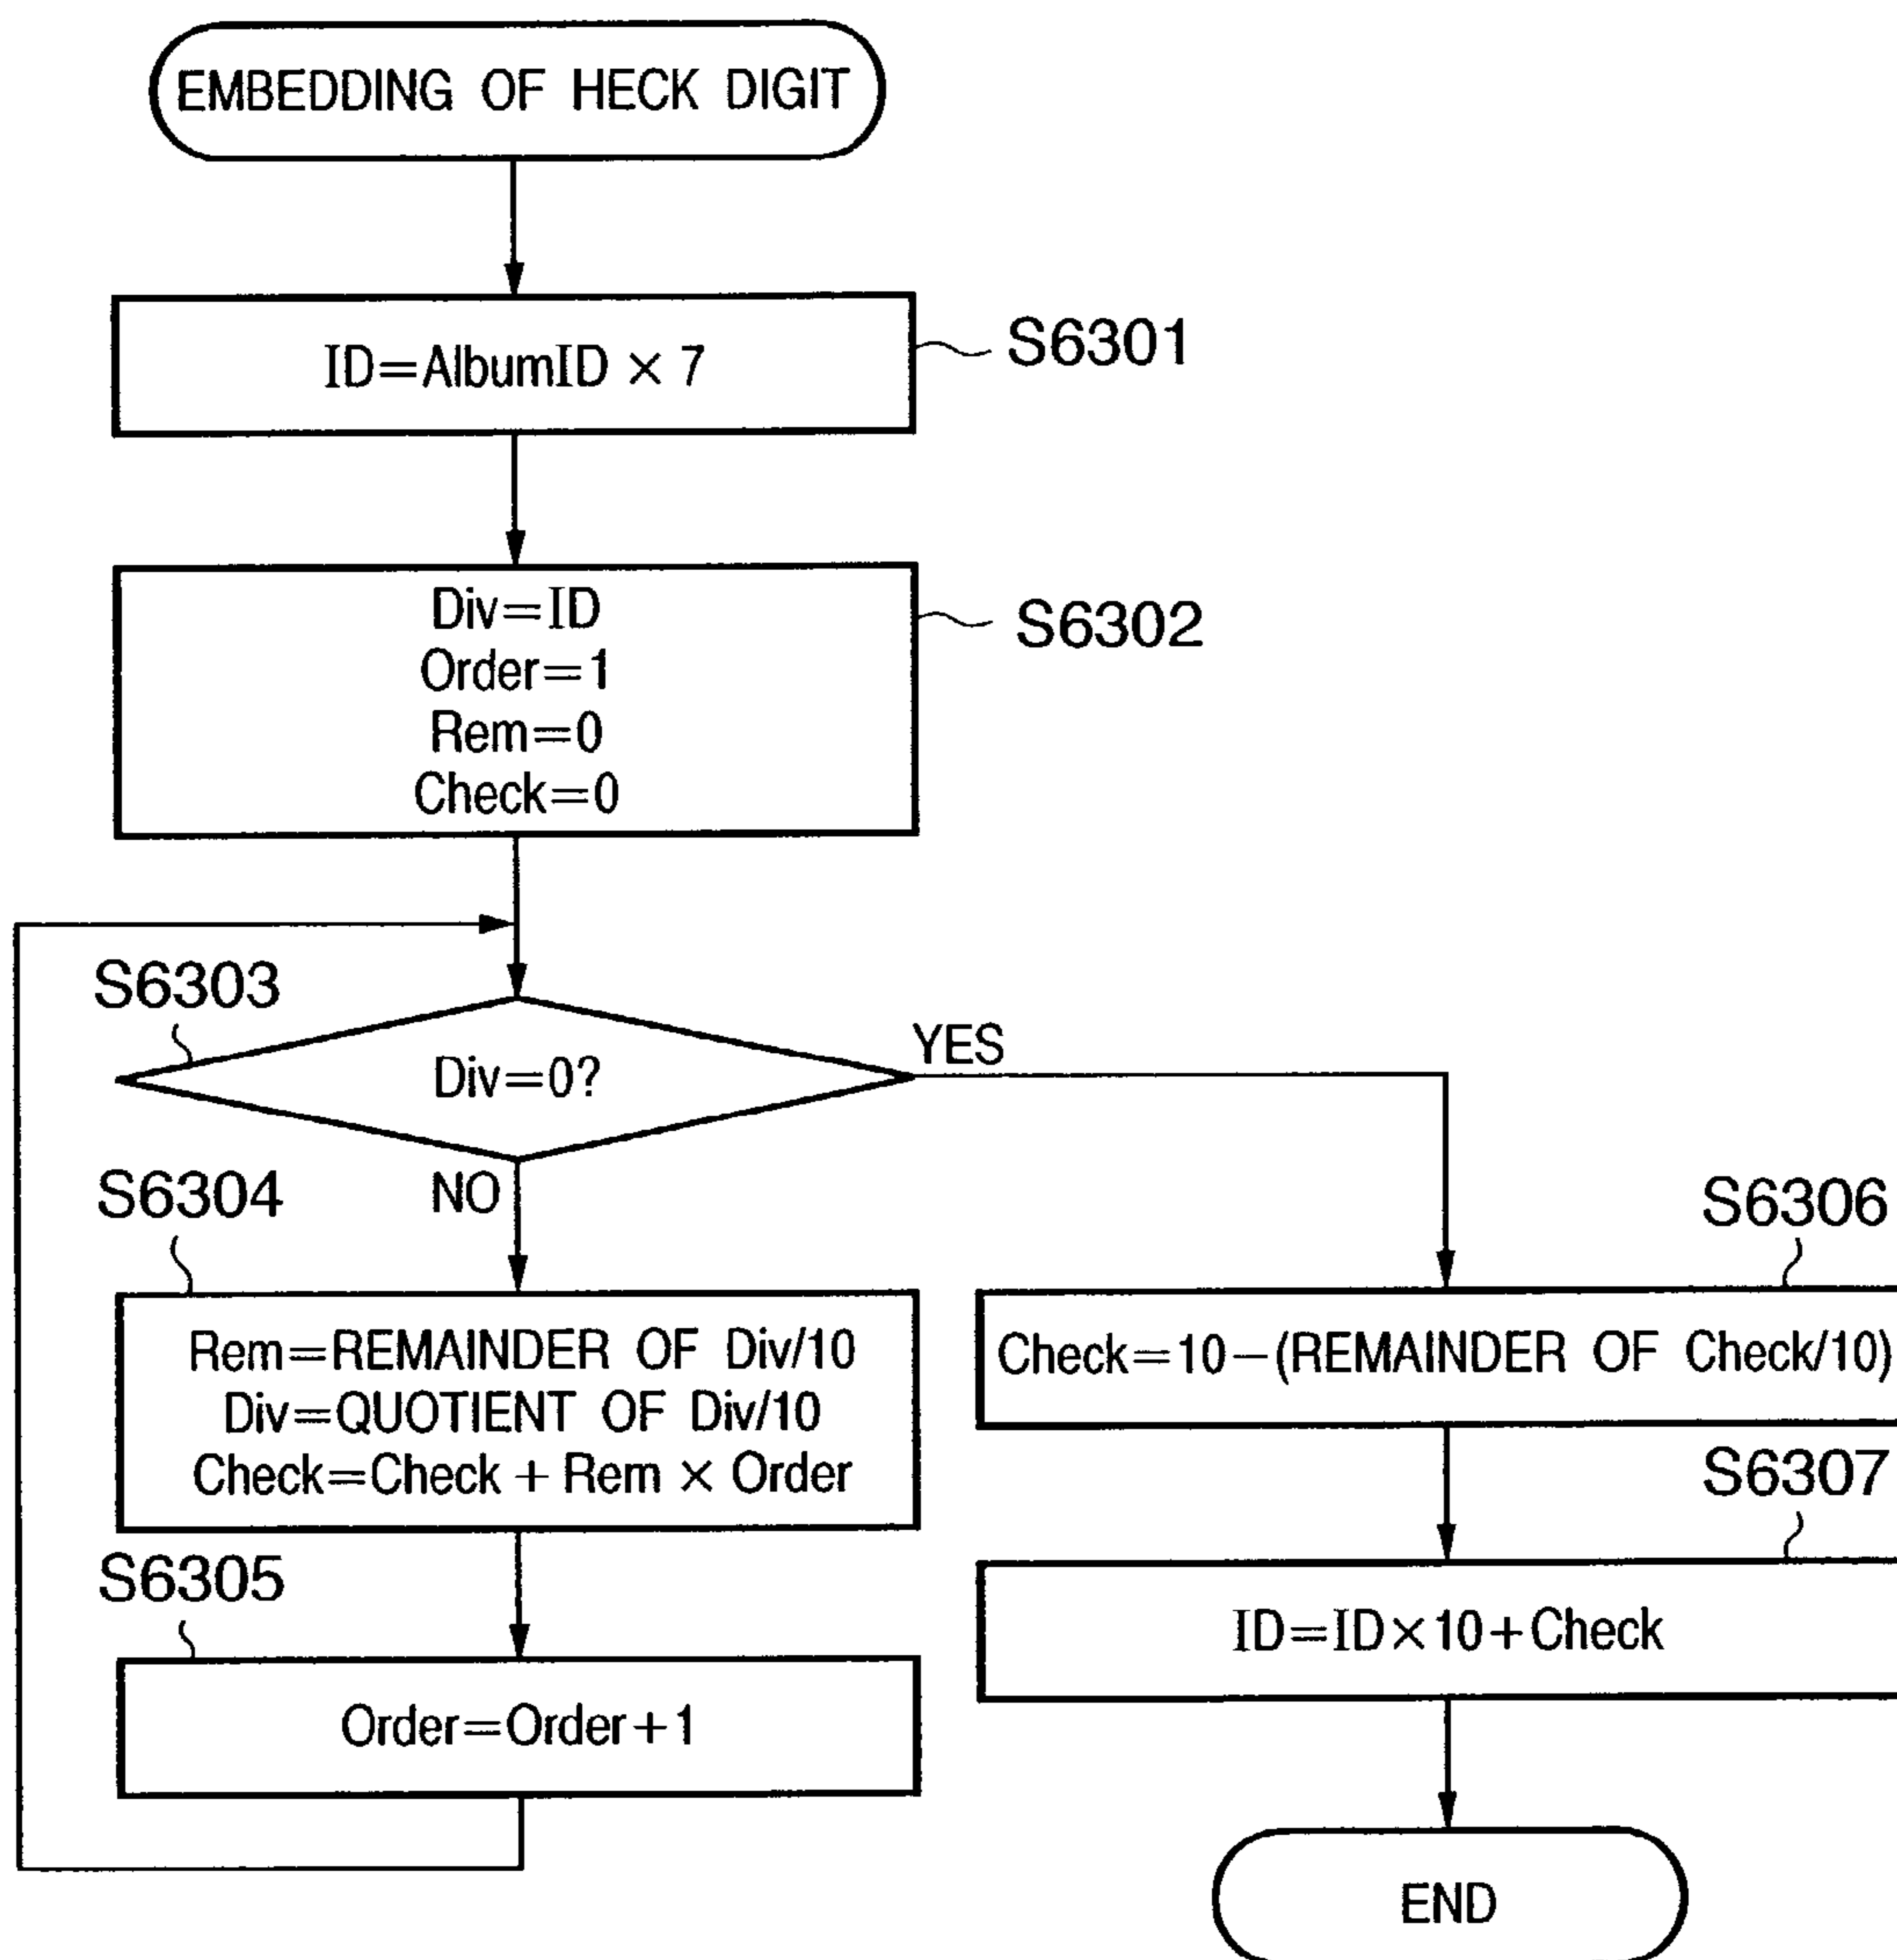 EMBEDDING OF HECK DIGIT
ID=AlbumID × 7
S6301
Div=ID
Order=1
Rem=0
Check=0
S6302
S6303
Div=0?
YES
NO
S6304
Rem=REMAINDER OF Div/10
Div=QUOTIENT OF Div/10
Check=Check + Rem × Order
S6305
Order=Order+1
S6306
Check=10−(REMAINDER OF Check/10)
S6307
ID=ID×10+Check
END